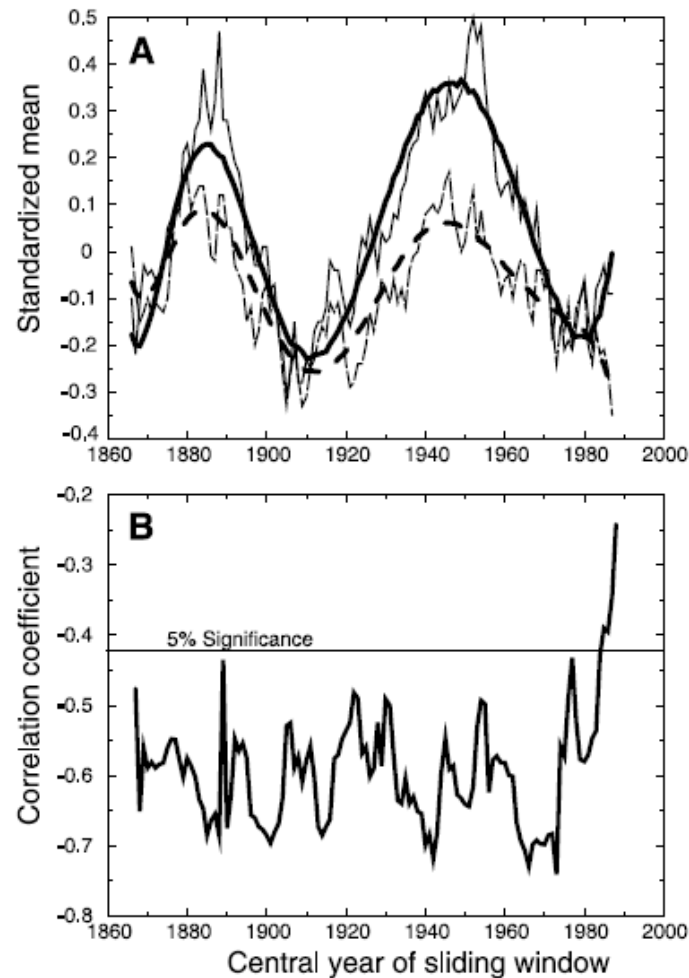 A
Standardized mean
0.5
0.4
0.3
0.2
0.1
0
-0.1
-0.2
-0.3
-0.4
1860 1880 1900 1920 1940 1960 1980 2000
B
Correlation coefficient
-0.2
-0.3
-0.4
-0.5
-0.6
-0.7
-0.8
5% Significance
1860 1880 1900 1920 1940 1960 1980 2000
Central year of sliding window